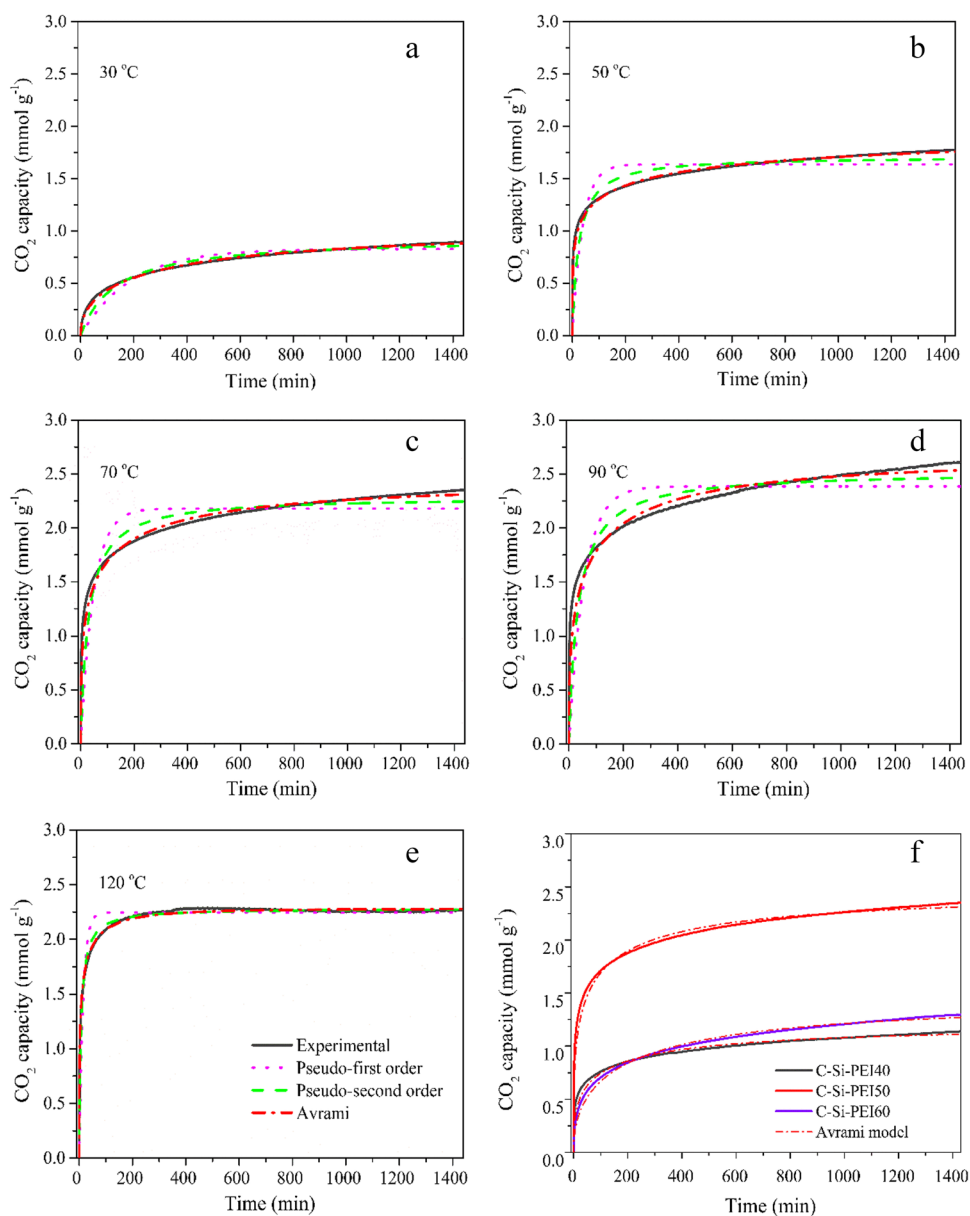 a
30 °C
CO2 capacity (mmol g-1)
3.0
2.5
2.0
1.5
1.0
0.5
0.0
0 200 400 600 800 1000 1200 1400
Time (min)
b
50 °C
CO2 capacity (mmol g-1)
3.0
2.5
2.0
1.5
1.0
0.5
0.0
0 200 400 600 800 1000 1200 1400
Time (min)
c
70 °C
CO2 capacity (mmol g-1)
3.0
2.5
2.0
1.5
1.0
0.5
0.0
0 200 400 600 800 1000 1200 1400
Time (min)
d
90 °C
CO2 capacity (mmol g-1)
3.0
2.5
2.0
1.5
1.0
0.5
0.0
0 200 400 600 800 1000 1200 1400
Time (min)
e
120 °C
CO2 capacity (mmol g-1)
3.0
2.5
2.0
1.5
1.0
0.5
0.0
Experimental
Pseudo-first order
Pseudo-second order
Avrami
0 200 400 600 800 1000 1200 1400
Time (min)
f
CO2 capacity (mmol g-1)
3.0
2.5
2.0
1.5
1.0
0.5
0.0
C-Si-PEI40
C-Si-PEI50
C-Si-PEI60
Avrami model
0 200 400 600 800 1000 1200 1400
Time (min)